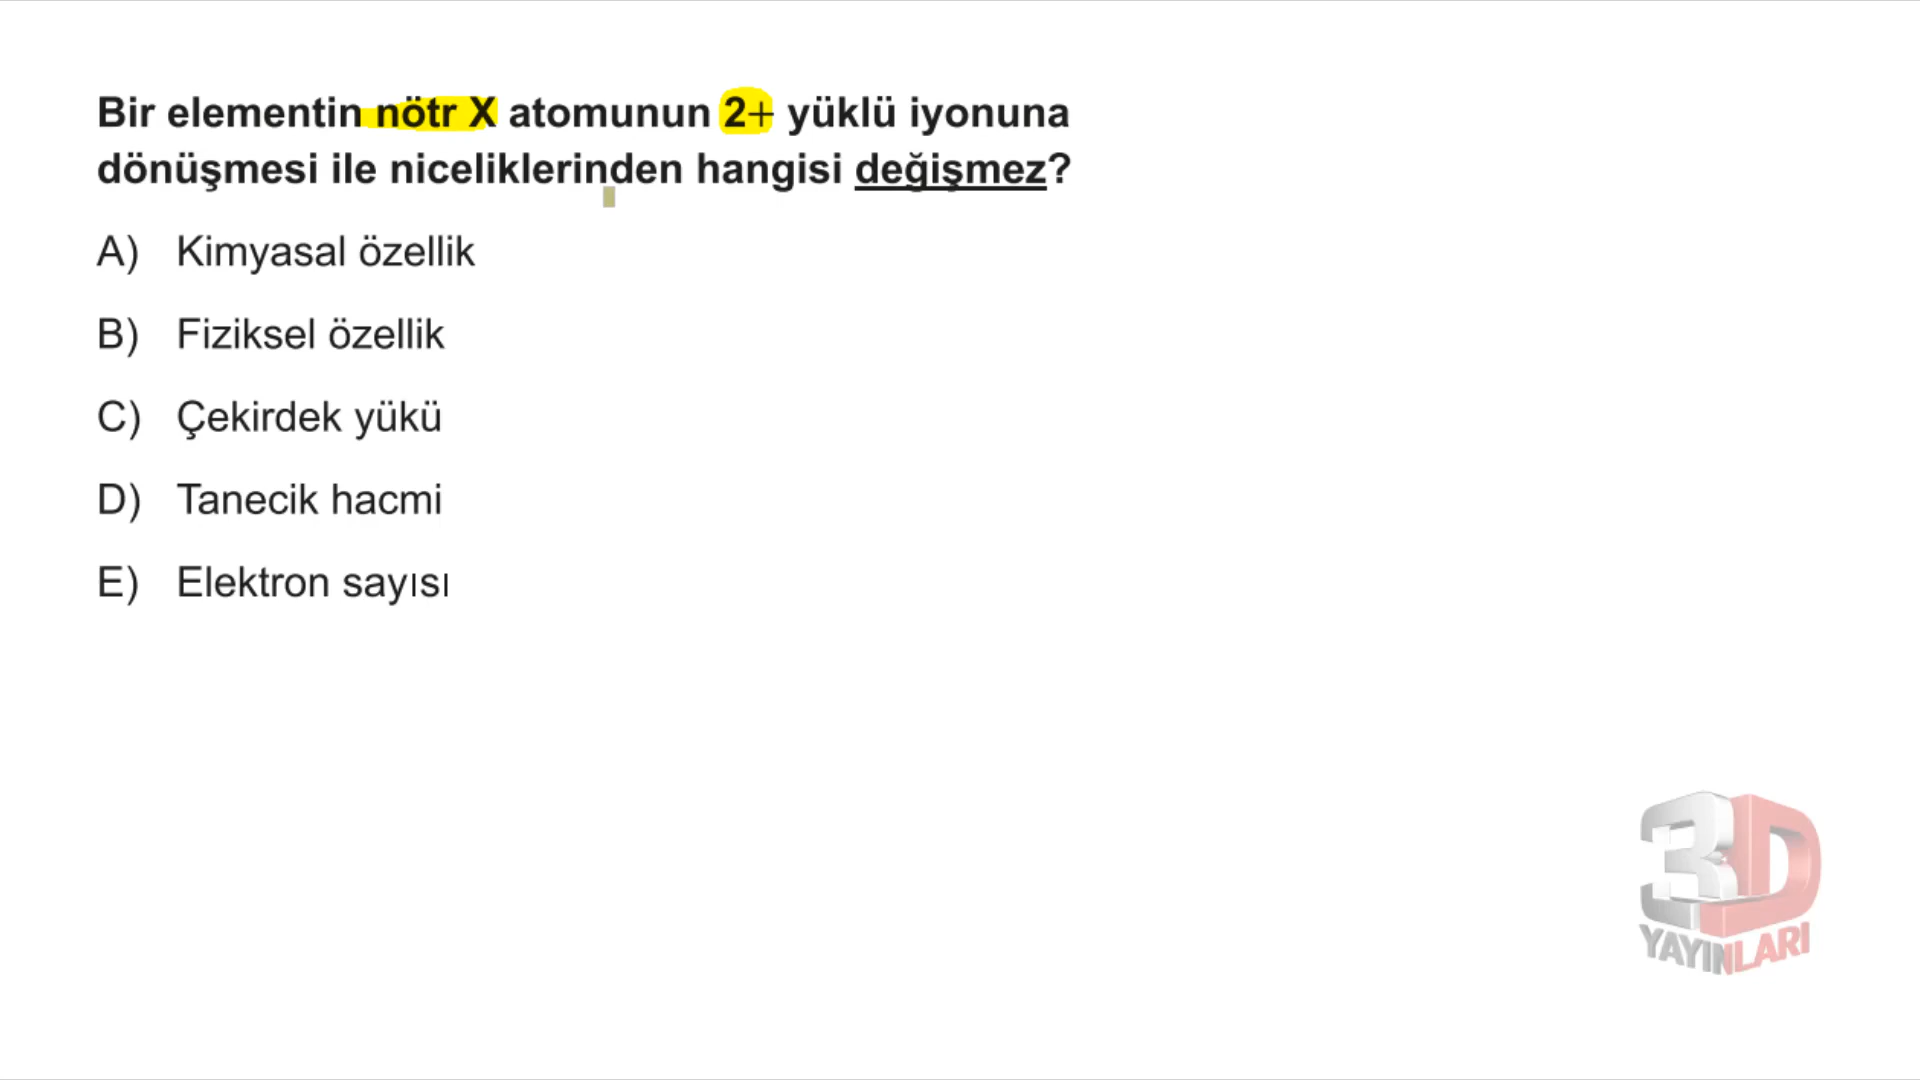 Bir elementin nötr X atomunun 2+ yüklü iyonuna
dönüşmesi ile niceliklerinden hangisi değişmez?
A) Kimyasal özellik
B) Fiziksel özellik
C) Çekirdek yükü
D) Tanecik hacmi
E) Elektron sayısı
3D
YAYINLARI